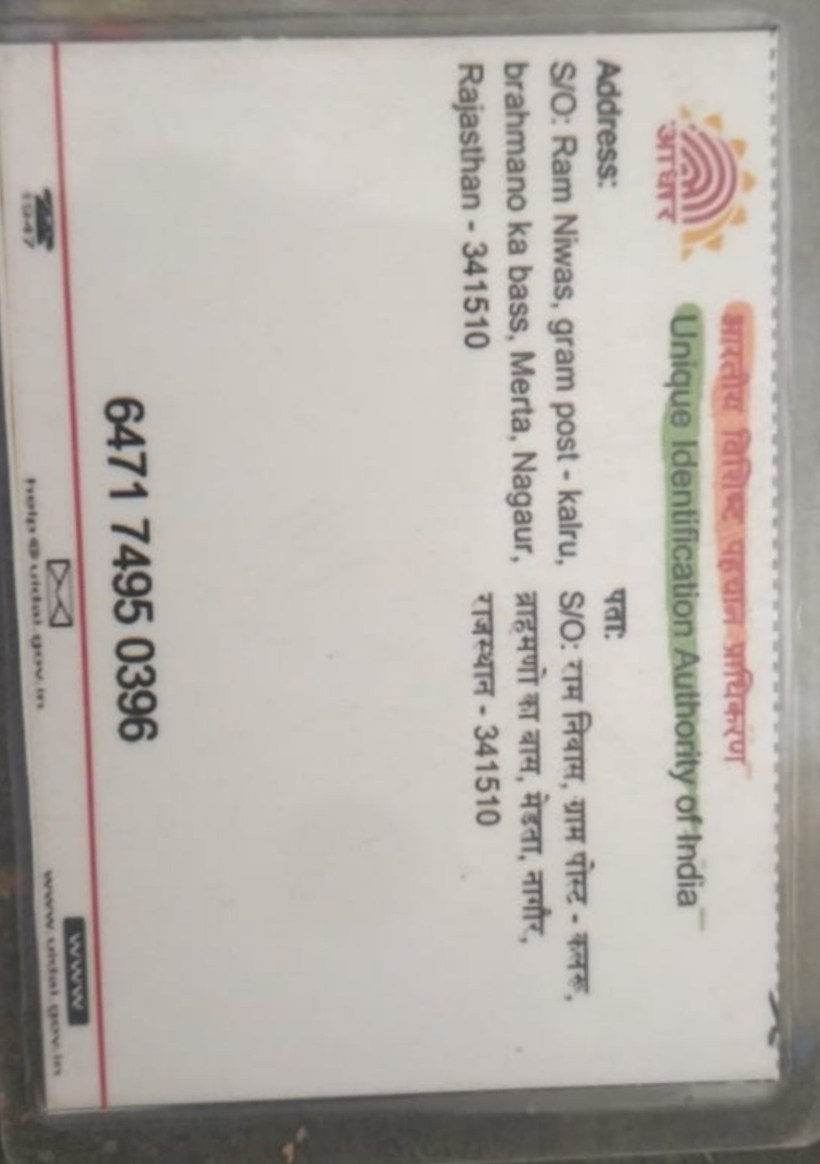 आधार
भारतीय विशिष्ट पहचान प्राधिकरण
Unique Identification Authority of India
Address:
S/O: Ram Niwas, gram post - kalru,
brahmano ka bass, Merta, Nagaur,
Rajasthan - 341510
पता:
S/O: राम निवास, ग्राम पोस्ट - कलरू,
ब्राहमणो का बास, मेडता, नागौर,
राजस्थान - 341510
6471 7495 0396
1947
help@uidai.gov.in
www
www.uidai.gov.in